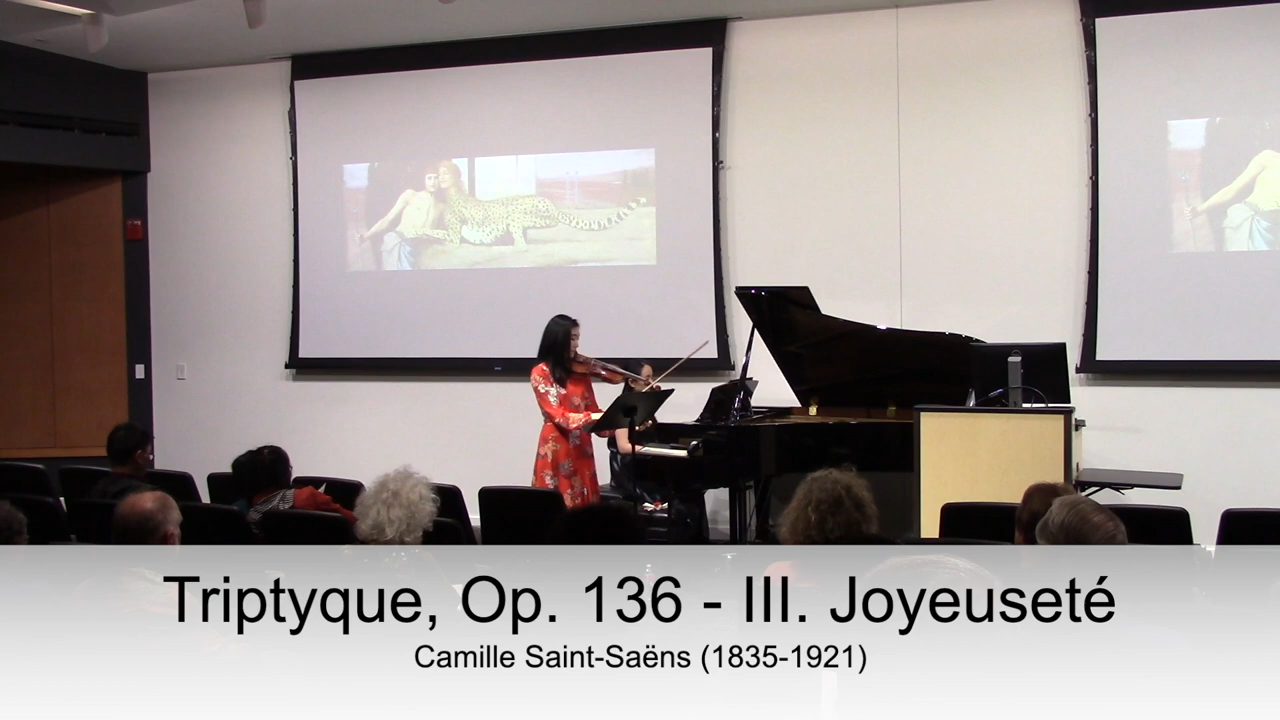 Triptyque, Op. 136 - III. Joyeuseté
Camille Saint-Saëns (1835-1921)